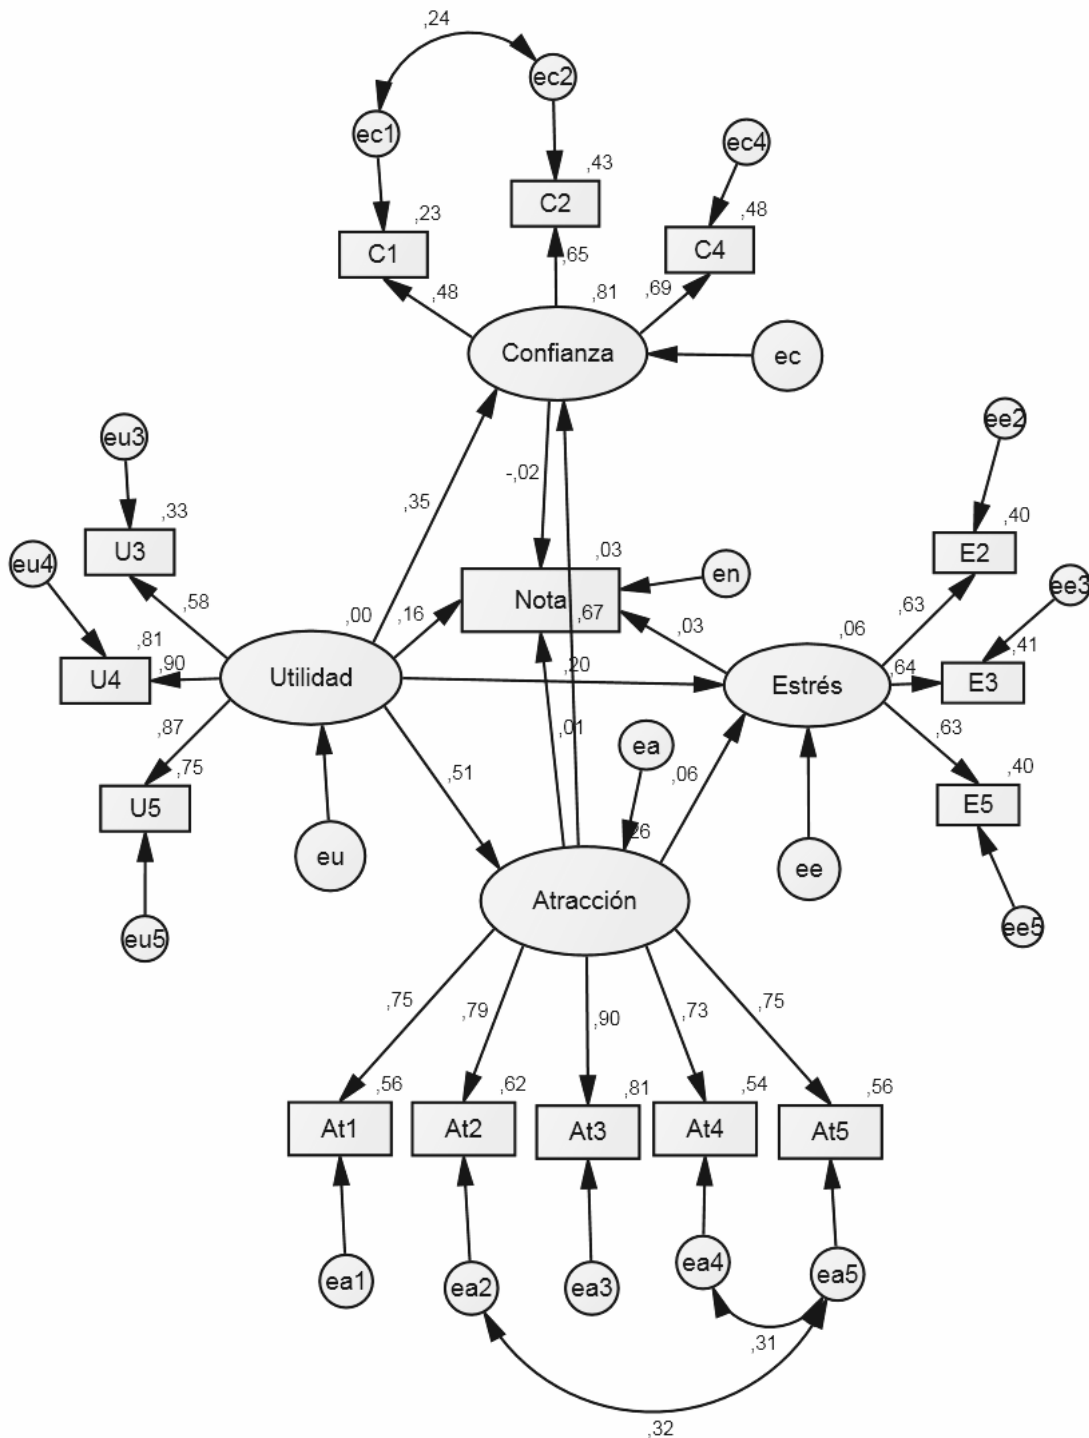 ,24
ec2
ec1
ec4
,43
C2
,23
,48
C1
C4
,65
,48
,81
,69
Confianza
ec
eu3
ee2
,35
-,02
,33
,40
U3
E2
eu4
,03
en
ee3
,58
Nota
,67
,63
,00
,16
,03
,06
,81
,41
,90
,20
,64
U4
Utilidad
Estrés
E3
,87
,01
ea
,63
,75
,51
,06
,40
U5
E5
,26
eu
ee
Atracción
eu5
ee5
,75
,79
,90
,73
,75
,56
,62
,81
,54
,56
At1
At2
At3
At4
At5
ea1
ea2
ea3
ea4
ea5
,31
,32